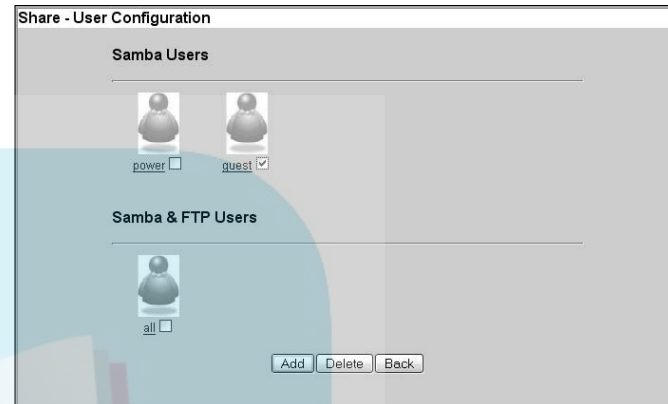 Share - User Configuration
Samba Users
power guest
Samba & FTP Users
all
Add Delete Back